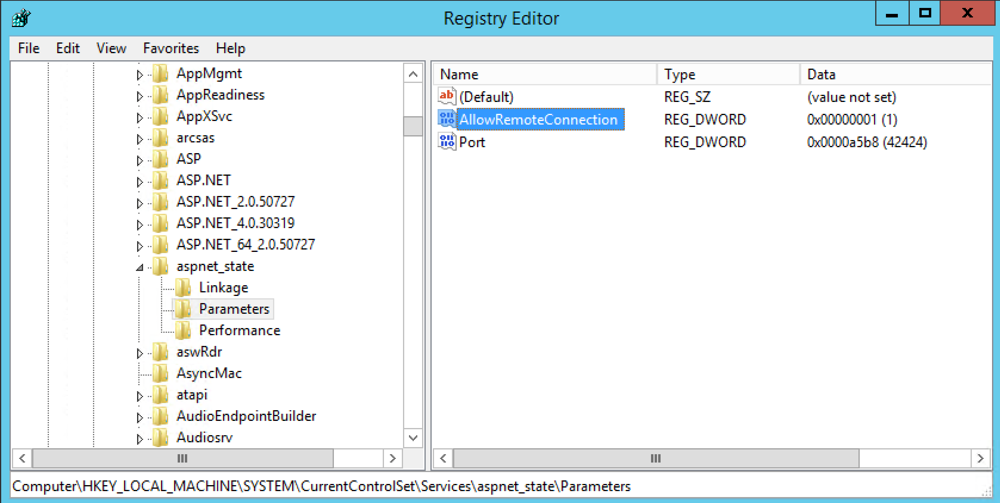 Registry Editor
File Edit View Favorites Help
AppMgmt
AppReadiness
AppXSvc
arcsas
ASP
ASP.NET
ASP.NET_2.0.50727
ASP.NET_4.0.30319
ASP.NET_64_2.0.50727
aspnet_state
Linkage
Parameters
Performance
aswRdr
AsyncMac
atapi
AudioEndpointBuilder
Audiosrv
Name Type Data
(Default) REG_SZ (value not set)
AllowRemoteConnection REG_DWORD 0x00000001 (1)
Port REG_DWORD 0x0000a5b8 (42424)
Computer\HKEY_LOCAL_MACHINE\SYSTEM\CurrentControlSet\Services\aspnet_state\Parameters